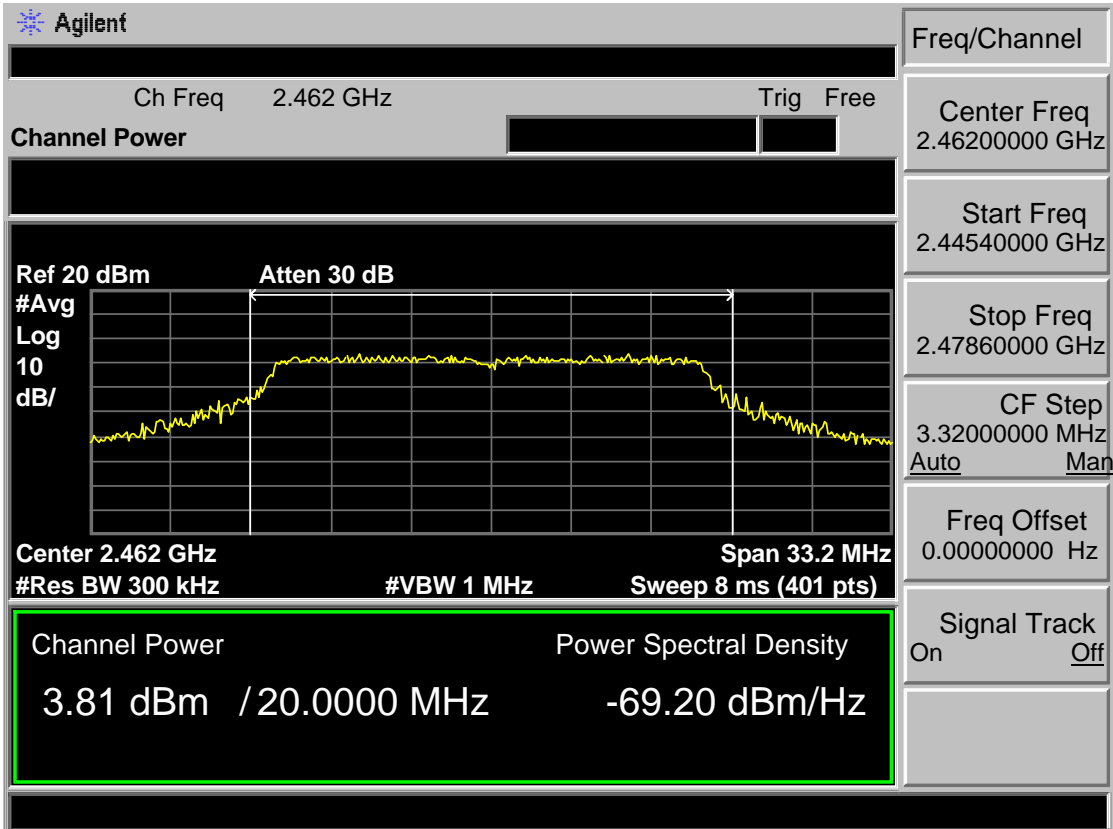 Agilent
Freq/Channel
Ch Freq 2.462 GHz Trig Free
Channel Power
Center Freq
2.46200000 GHz
Start Freq
2.44540000 GHz
Stop Freq
2.47860000 GHz
CF Step
3.32000000 MHz
Auto Man
Freq Offset
0.00000000 Hz
Signal Track
On Off
Ref 20 dBm Atten 30 dB
#Avg
Log
10
dB/
Center 2.462 GHz Span 33.2 MHz
#Res BW 300 kHz #VBW 1 MHz Sweep 8 ms (401 pts)
Channel Power Power Spectral Density
3.81 dBm / 20.0000 MHz -69.20 dBm/Hz